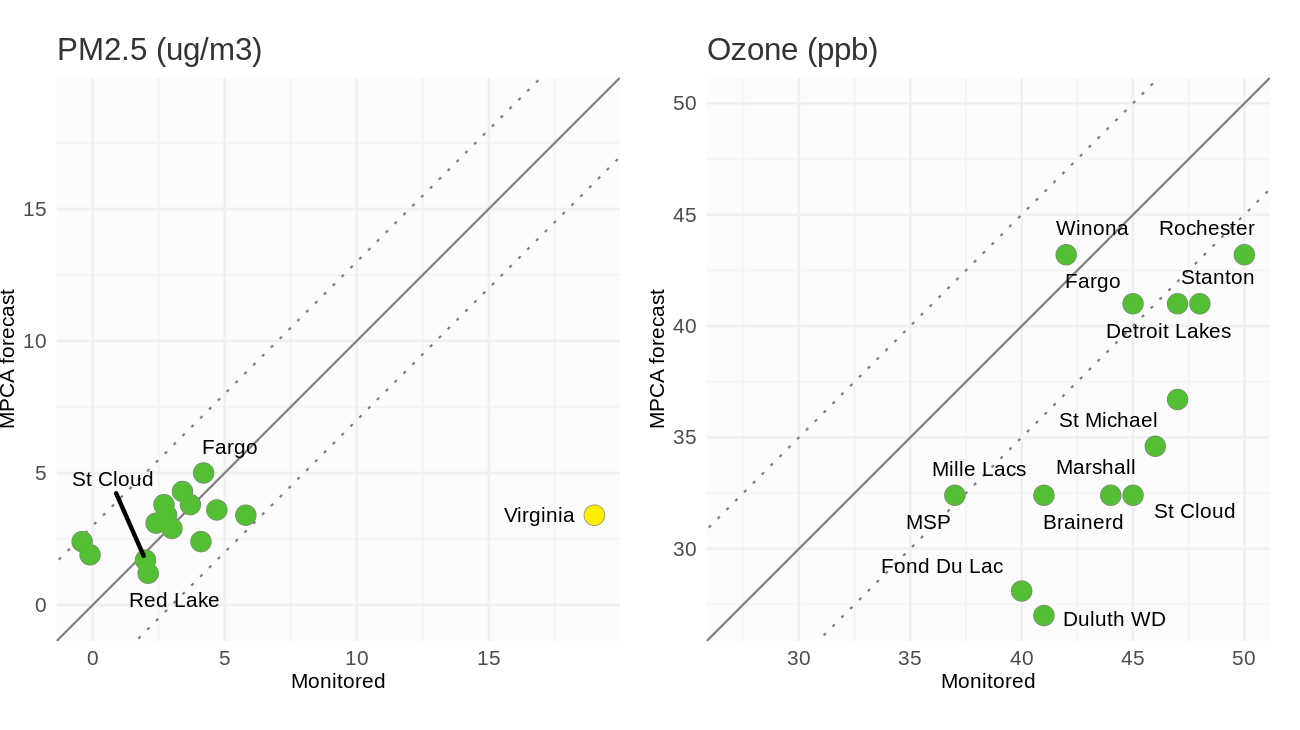 PM2.5 (ug/m3)
MPCA forecast
15
10
5
0
Fargo
St Cloud
Virginia
Red Lake
0 5 10 15
Monitored
Ozone (ppb)
MPCA forecast
50
45
40
35
30
Winona Rochester
Fargo Stanton
Detroit Lakes
St Michael
Mille Lacs Marshall
MSP Brainerd St Cloud
Fond Du Lac
Duluth WD
30 35 40 45 50
Monitored